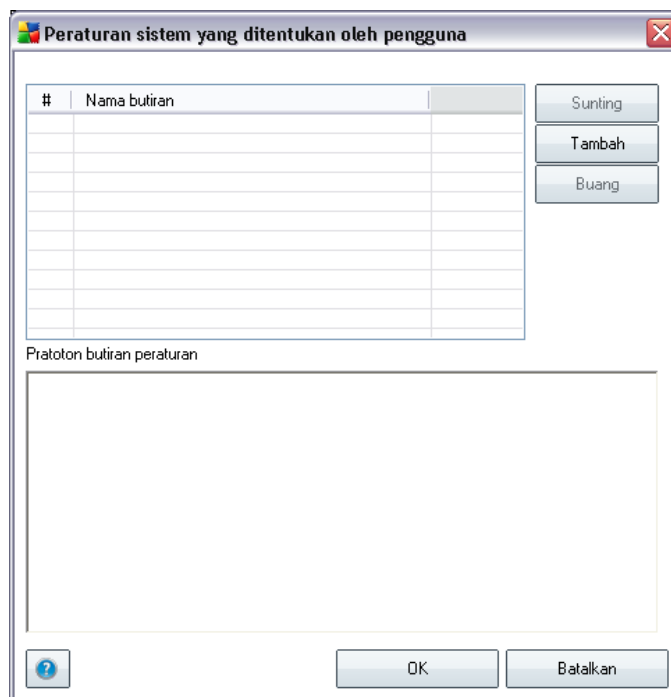 Peraturan sistem yang ditentukan oleh pengguna
# Nama butiran
Sunting
Tambah
Buang
Pratoton butiran peraturan
?
OK Batalkan